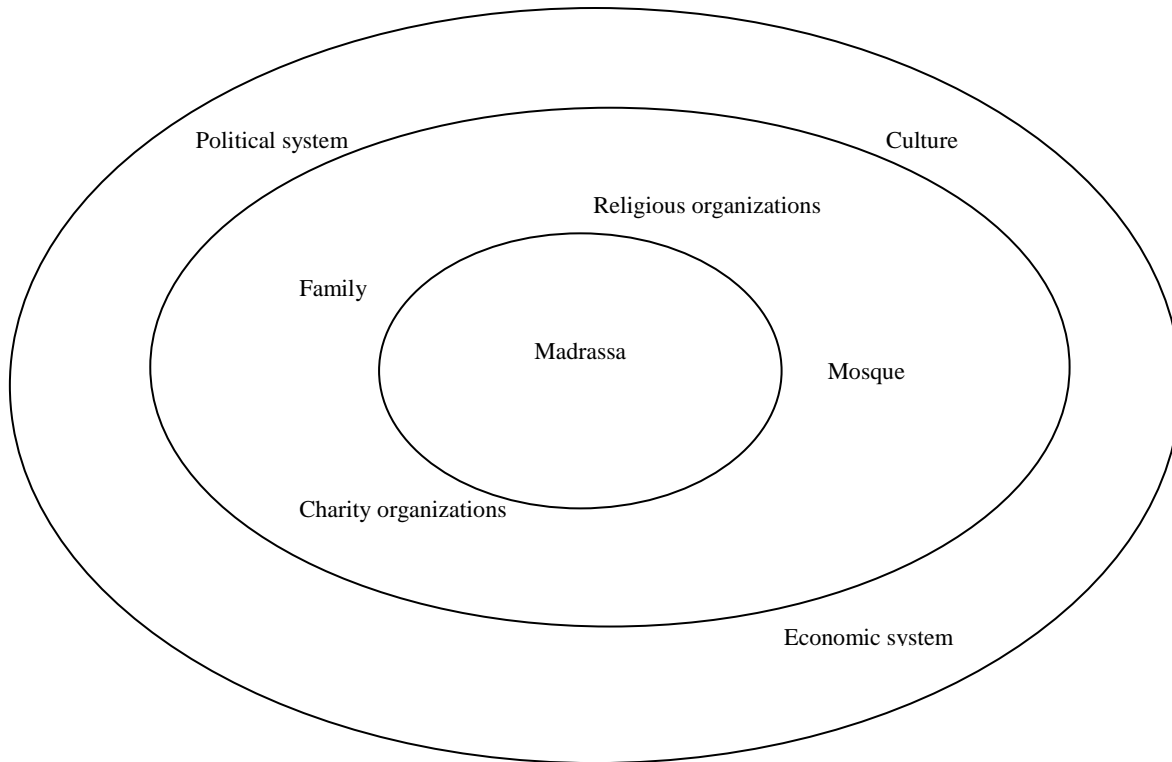 Political system
Culture
Religious organizations
Family
Madrassa
Mosque
Charity organizations
Economic system